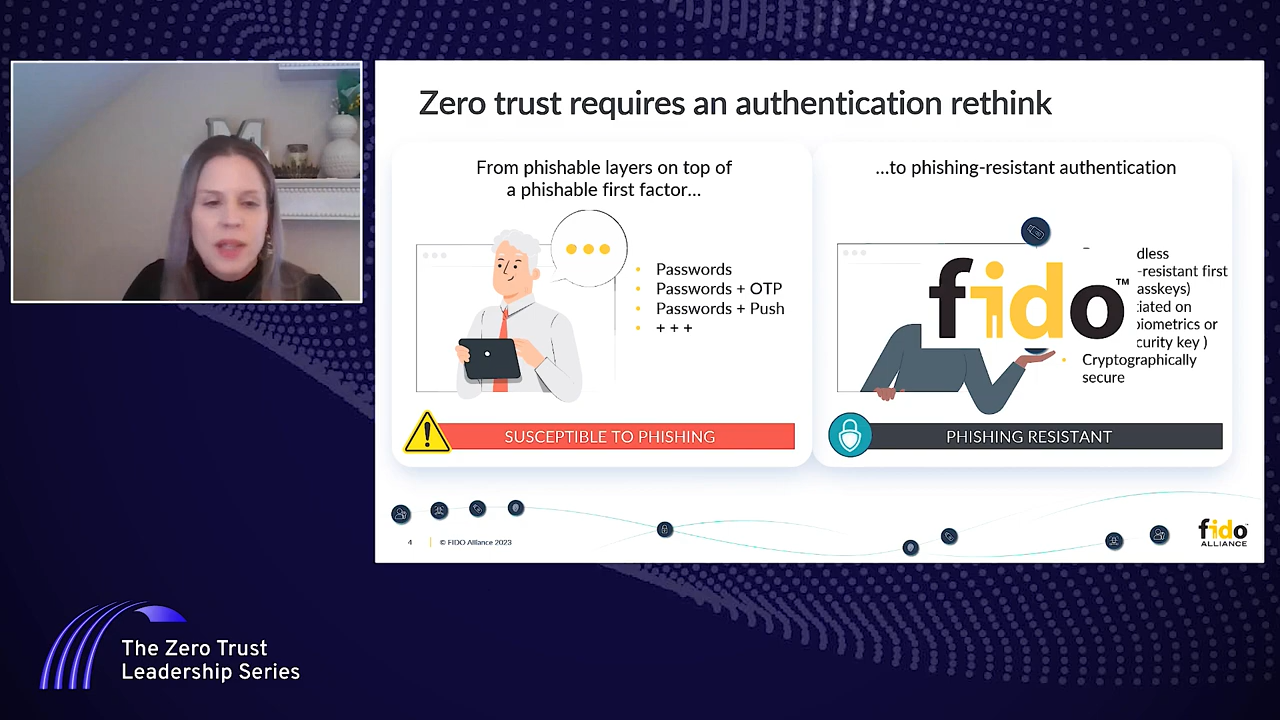 Zero trust requires an authentication rethink
From phishable layers on top of
a phishable first factor...
• Passwords
• Passwords + OTP
• Passwords + Push
• + + +
SUSCEPTIBLE TO PHISHING
...to phishing-resistant authentication
fido™
dless
-resistant first
asskeys)
iated on
iometrics or
curity key )
• Cryptographically
secure
PHISHING RESISTANT
4 | © FIDO Alliance 2023
fido
ALLIANCE
M
The Zero Trust
Leadership Series